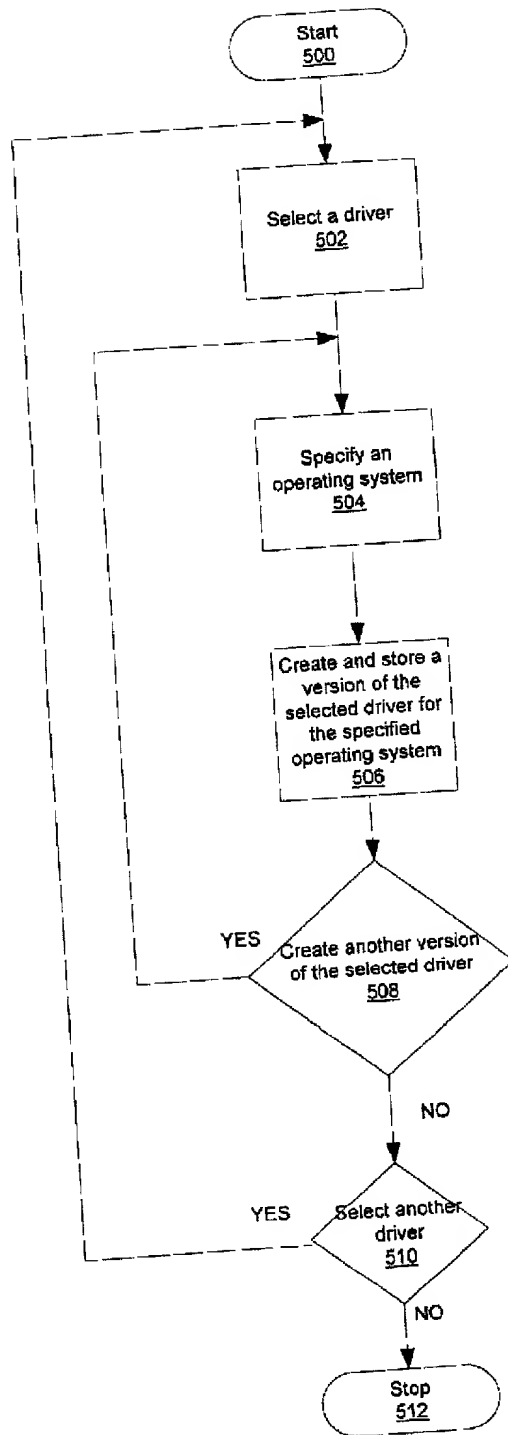 Start
500
Select a driver
502
Specify an
operating system
504
Create and store a
version of the
selected driver for
the specified
operating system
506
YES
Create another version
of the selected driver
508
NO
YES
Select another
driver
510
NO
Stop
512